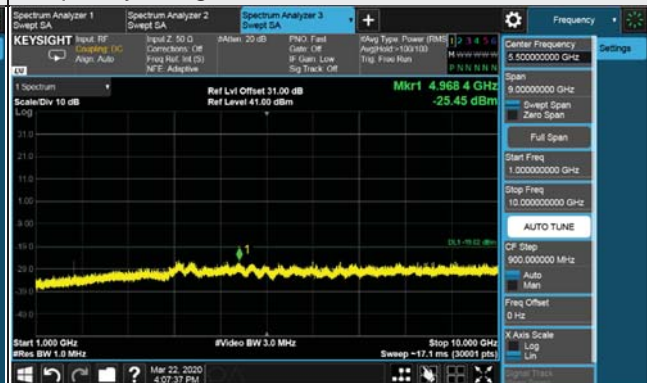 Spectrum Analyzer 1
Swept SA
Spectrum Analyzer 2
Swept SA
Spectrum Analyzer 3
Swept SA
+
Frequency
KEYSIGHT
Input: RF
Coupling: DC
Align: Auto
Input Z: 50 Ω
Corrections: Off
Freq Ref: Int (S)
NFE: Adaptive
#Atten: 20 dB
PNO: Fast
Gate: Off
IF Gain: Low
Sig Track: Off
#Avg Type: Power (RMS)
Avg|Hold:>100/100
Trig: Free Run
1 2 3 4 5 6
M W W W W W
P N N N N N
LV
1 Spectrum
Scale/Div 10 dB
Log
Ref Lvl Offset 31.00 dB
Ref Level 41.00 dBm
Mkr1 4.968 4 GHz
-25.45 dBm
31.0
21.0
11.0
1.00
-9.00
-19.0
-29.0
-39.0
-49.0
1
Start 1.000 GHz
#Res BW 1.0 MHz
#Video BW 3.0 MHz
Stop 10.000 GHz
Sweep ~17.1 ms (30001 pts)
Mar 22, 2020
4:07:37 PM
Settings
Center Frequency
5.500000000 GHz
Span
9.00000000 GHz
Swept Span
Zero Span
Full Span
Start Freq
1.000000000 GHz
Stop Freq
10.000000000 GHz
AUTO TUNE
CF Step
900.000000 MHz
Auto
Man
Freq Offset
0 Hz
X Axis Scale
Log
Lin
Signal Track